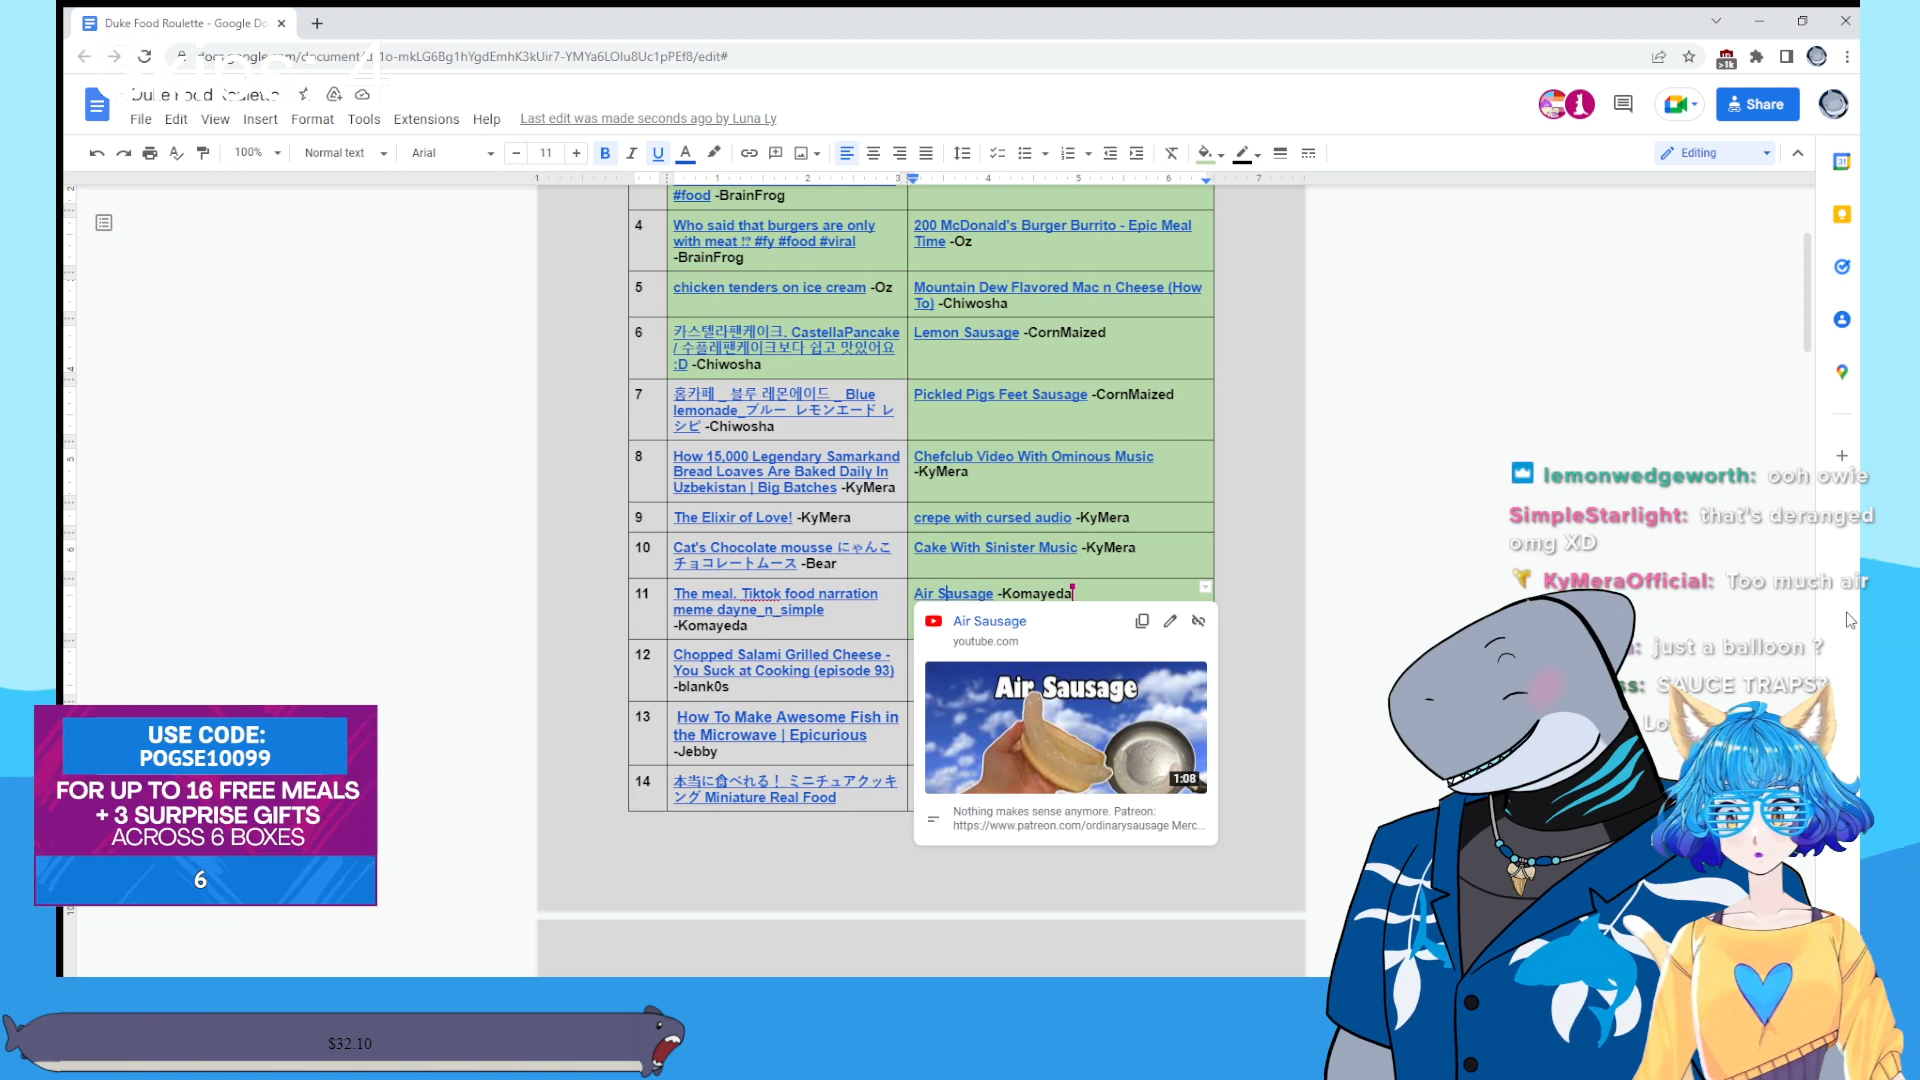 Duke Food Roulette - Google Do
docs.google.com/document/d/1o-mkLG6Bg1hYgdEmhK3kUir7-YMYa6LOlu8Uc1pPEf8/edit#
Duke Food Roulette
File Edit View Insert Format Tools Extensions Help Last edit was made seconds ago by Luna Ly
Share
100% Normal text Arial 11
Editing
#food -BrainFrog
4
Who said that burgers are only
with meat !? #fy #food #viral
-BrainFrog
200 McDonald's Burger Burrito - Epic Meal
Time -Oz
5
chicken tenders on ice cream -Oz
Mountain Dew Flavored Mac n Cheese (How
To) -Chiwosha
6
카스텔라팬케이크. CastellaPancake
/ 수플레팬케이크보다 쉽고 맛있어요
:D -Chiwosha
Lemon Sausage -CornMaized
7
홈카페 _ 블루 레몬에이드 _ Blue
lemonade_ブルー レモンエード レ
シピ -Chiwosha
Pickled Pigs Feet Sausage -CornMaized
8
How 15,000 Legendary Samarkand
Bread Loaves Are Baked Daily In
Uzbekistan | Big Batches -KyMera
Chefclub Video With Ominous Music
-KyMera
9
The Elixir of Love! -KyMera
crepe with cursed audio -KyMera
10
Cat's Chocolate mousse にゃんこ
チョコレートムース -Bear
Cake With Sinister Music -KyMera
11
The meal. Tiktok food narration
meme dayne_n_simple
-Komayeda
Air Sausage -Komayeda
12
Chopped Salami Grilled Cheese -
You Suck at Cooking (episode 93)
-blank0s
13
How To Make Awesome Fish in
the Microwave | Epicurious
-Jebby
14
本当に食べれる！ ミニチュアクッキ
ング Miniature Real Food
Air Sausage
youtube.com
Air Sausage
1:08
Nothing makes sense anymore. Patreon:
https://www.patreon.com/ordinarysausage Merc...
lemonwedgeworth: ooh owie
SimpleStarlight: that's deranged
omg XD
KyMeraOfficial: Too much air
just a balloon ?
SAUCE TRAPS?
USE CODE:
POGSE10099
FOR UP TO 16 FREE MEALS
+ 3 SURPRISE GIFTS
ACROSS 6 BOXES
6
$32.10